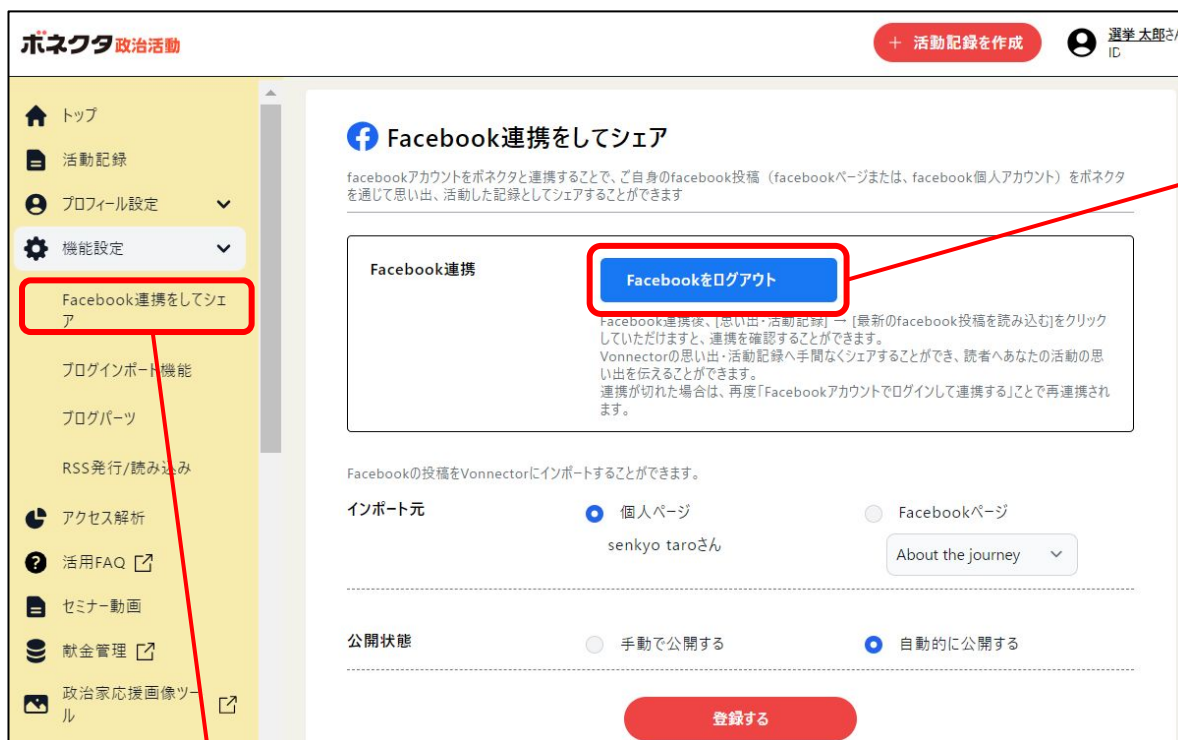 ボネクタ政治活動
＋ 活動記録を作成
選挙 太郎さん
ID
トップ
活動記録
プロフィール設定
機能設定
Facebook連携をしてシェ
ア
ブログインポート機能
ブログパーツ
RSS発行/読み込み
アクセス解析
活用FAQ
セミナー動画
献金管理
政治家応援画像ツー
ル
Facebook連携をしてシェア
facebookアカウントをボネクタと連携することで、ご自身のfacebook投稿（facebookページまたは、facebook個人アカウント）をボネクタ
を通じて思い出、活動した記録としてシェアすることができます
Facebook連携
Facebookをログアウト
Facebook連携後、[思い出・活動記録] → [最新のfacebook投稿を読み込む]をクリック
していただけますと、連携を確認することができます。
Vonnectorの思い出・活動記録へ手間なくシェアすることができ、読者へあなたの活動の思
い出を伝えることができます。
連携が切れた場合は、再度「Facebookアカウントでログインして連携する」ことで再連携され
ます。
Facebookの投稿をVonnectorにインポートすることができます。
インポート元
個人ページ
Facebookページ
senkyo taroさん
About the journey
公開状態
手動で公開する
自動的に公開する
登録する